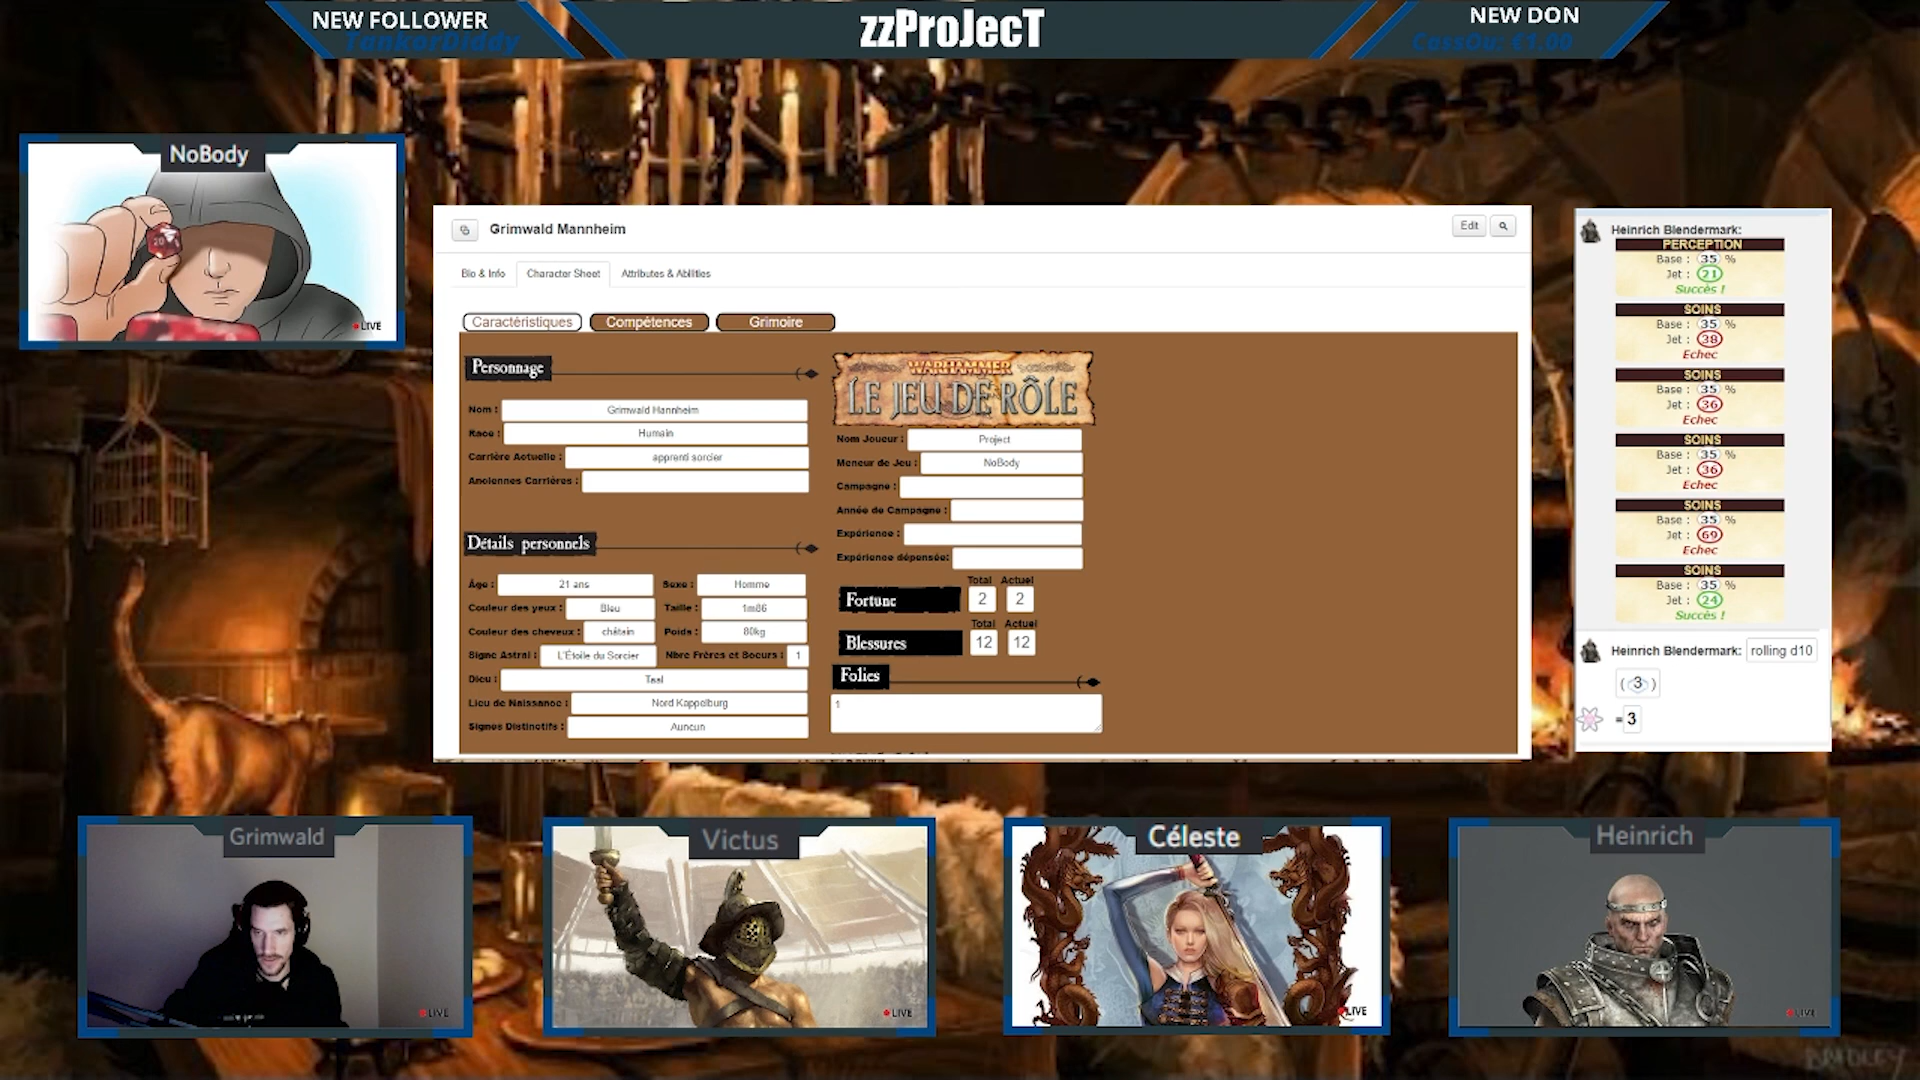 NEW FOLLOWER
TankerDiddy
zzProJecT
NEW DON
CassOu: €1.00
NoBody
LIVE
Grimwald Mannheim
Edit
Bio & Info
Character Sheet
Attributes & Abilities
Caractéristiques
Compétences
Grimoire
Personnage
Nom : Grimwald Mannheim
Race : Humain
Carrière Actuelle : apprenti sorcier
Anciennes Carrières :
Détails personnels
Âge : 21 ans
Sexe : Homme
Couleur des yeux : Bleu
Taille : 1m86
Couleur des cheveux : châtain
Poids : 80kg
Signe Astral : L'Étoile du Sorcier
Nbre Frères et Soeurs : 1
Dieu : Taal
Lieu de Naissance : Nord Kappelburg
Signes Distinctifs : Auncun
WARHAMMER
LE JEU DE RÔLE
Nom Joueur : Project
Meneur de Jeu : NoBody
Campagne :
Année de Campagne :
Expérience :
Expérience dépensée:
Total Actuel
Fortune 2 2
Total Actuel
Blessures 12 12
Folies
1
Heinrich Blendermark:
PERCEPTION
Base : 35 %
Jet : 21
Succès !
SOINS
Base : 35 %
Jet : 38
Echec
SOINS
Base : 35 %
Jet : 36
Echec
SOINS
Base : 35 %
Jet : 36
Echec
SOINS
Base : 35 %
Jet : 69
Echec
SOINS
Base : 35 %
Jet : 24
Succès !
Heinrich Blendermark: rolling d10
(3)
=3
Grimwald
LIVE
Victus
LIVE
Céleste
LIVE
Heinrich
LIVE